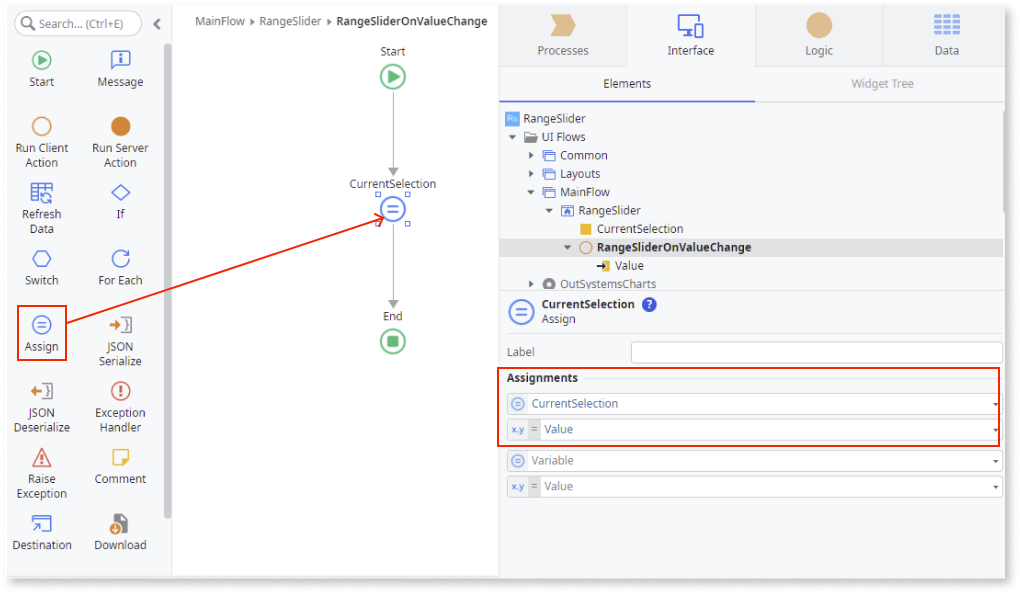 Search... (Ctrl+E)
Start
Message
Run Client
Action
Run Server
Action
Refresh
Data
If
Switch
For Each
Assign
JSON
Serialize
JSON
Deserialize
Exception
Handler
Raise
Exception
Comment
Destination
Download
MainFlow ▸ RangeSlider ▸ RangeSliderOnValueChange
Start
CurrentSelection
End
Processes
Interface
Logic
Data
Elements
Widget Tree
RangeSlider
UI Flows
Common
Layouts
MainFlow
RangeSlider
CurrentSelection
RangeSliderOnValueChange
Value
OutSystemsCharts
CurrentSelection ?
Assign
Label
Assignments
CurrentSelection
x.y = Value
Variable
x.y = Value